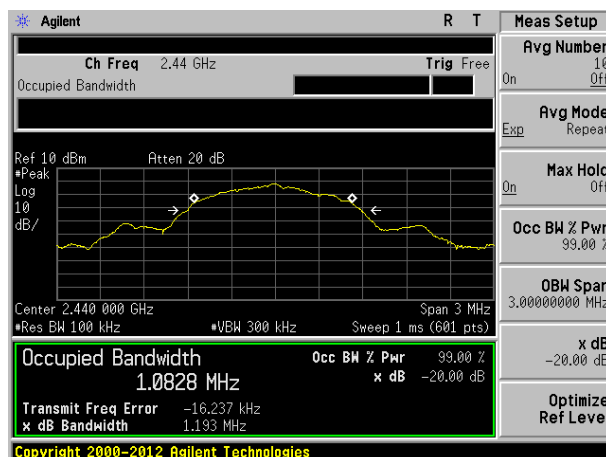 Agilent R T Meas Setup
Avg Number
10
On Off
Ch Freq 2.44 GHz Trig Free
Occupied Bandwidth
Avg Mode
Exp Repeat
Ref 10 dBm Atten 20 dB
#Peak
Log
10
dB/
Max Hold
On Off
Occ BW % Pwr
99.00 %
OBW Span
3.00000000 MHz
Center 2.440 000 GHz Span 3 MHz
#Res BW 100 kHz #VBW 300 kHz Sweep 1 ms (601 pts)
x dB
-20.00 dB
Occupied Bandwidth Occ BW % Pwr 99.00 %
1.0828 MHz x dB -20.00 dB
Transmit Freq Error -16.237 kHz
x dB Bandwidth 1.193 MHz
Optimize
Ref Level
Copyright 2000-2012 Agilent Technologies